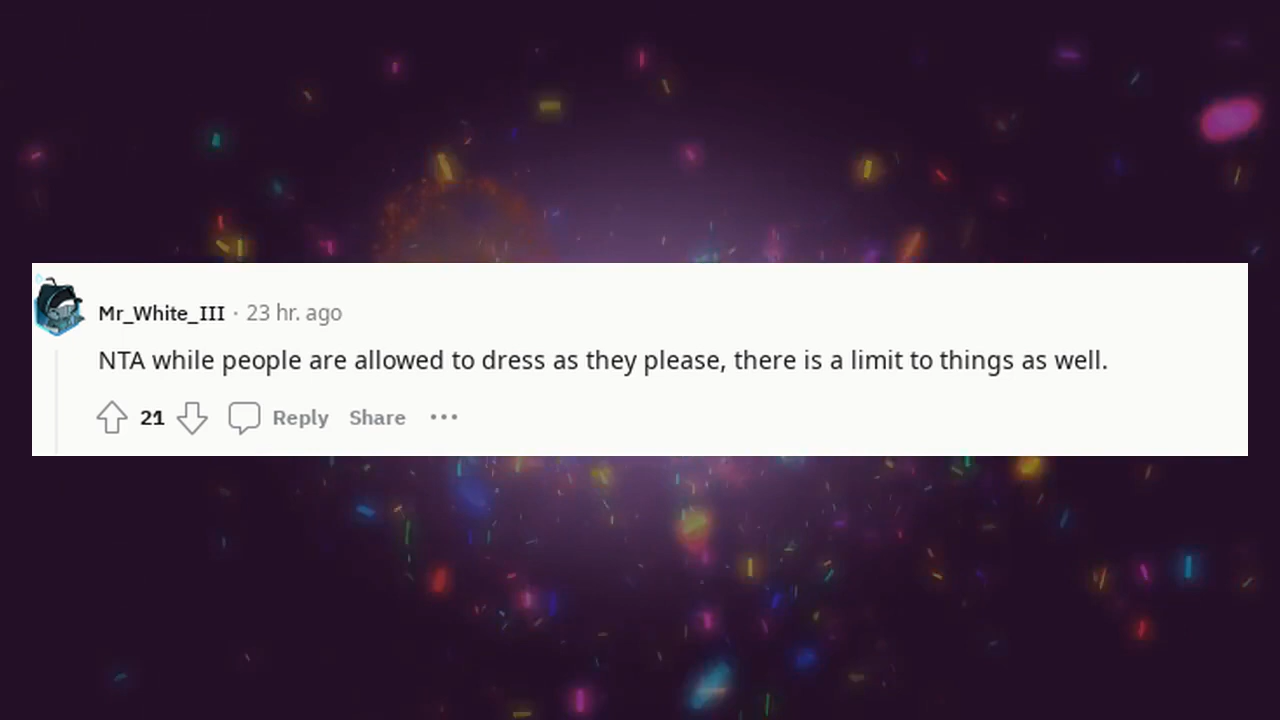 Mr_White_III · 23 hr. ago
NTA while people are allowed to dress as they please, there is a limit to things as well.
21 Reply Share ···